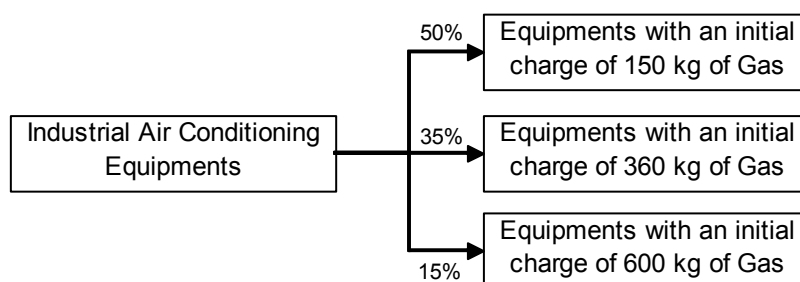 50%
Equipments with an initial
charge of 150 kg of Gas
Industrial Air Conditioning
Equipments
35%
Equipments with an initial
charge of 360 kg of Gas
15%
Equipments with an initial
charge of 600 kg of Gas